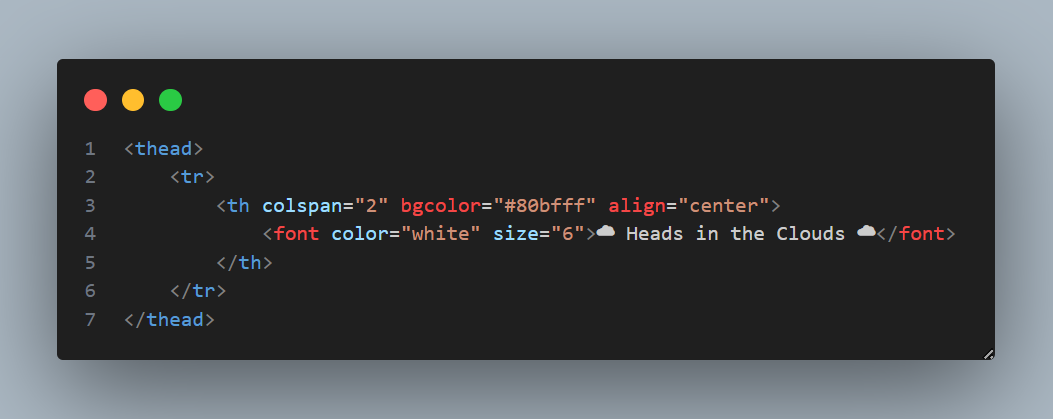 1 <thead>
2     <tr>
3         <th colspan="2" bgcolor="#80bfff" align="center">
4             <font color="white" size="6">☁ Heads in the Clouds ☁</font>
5         </th>
6     </tr>
7 </thead>